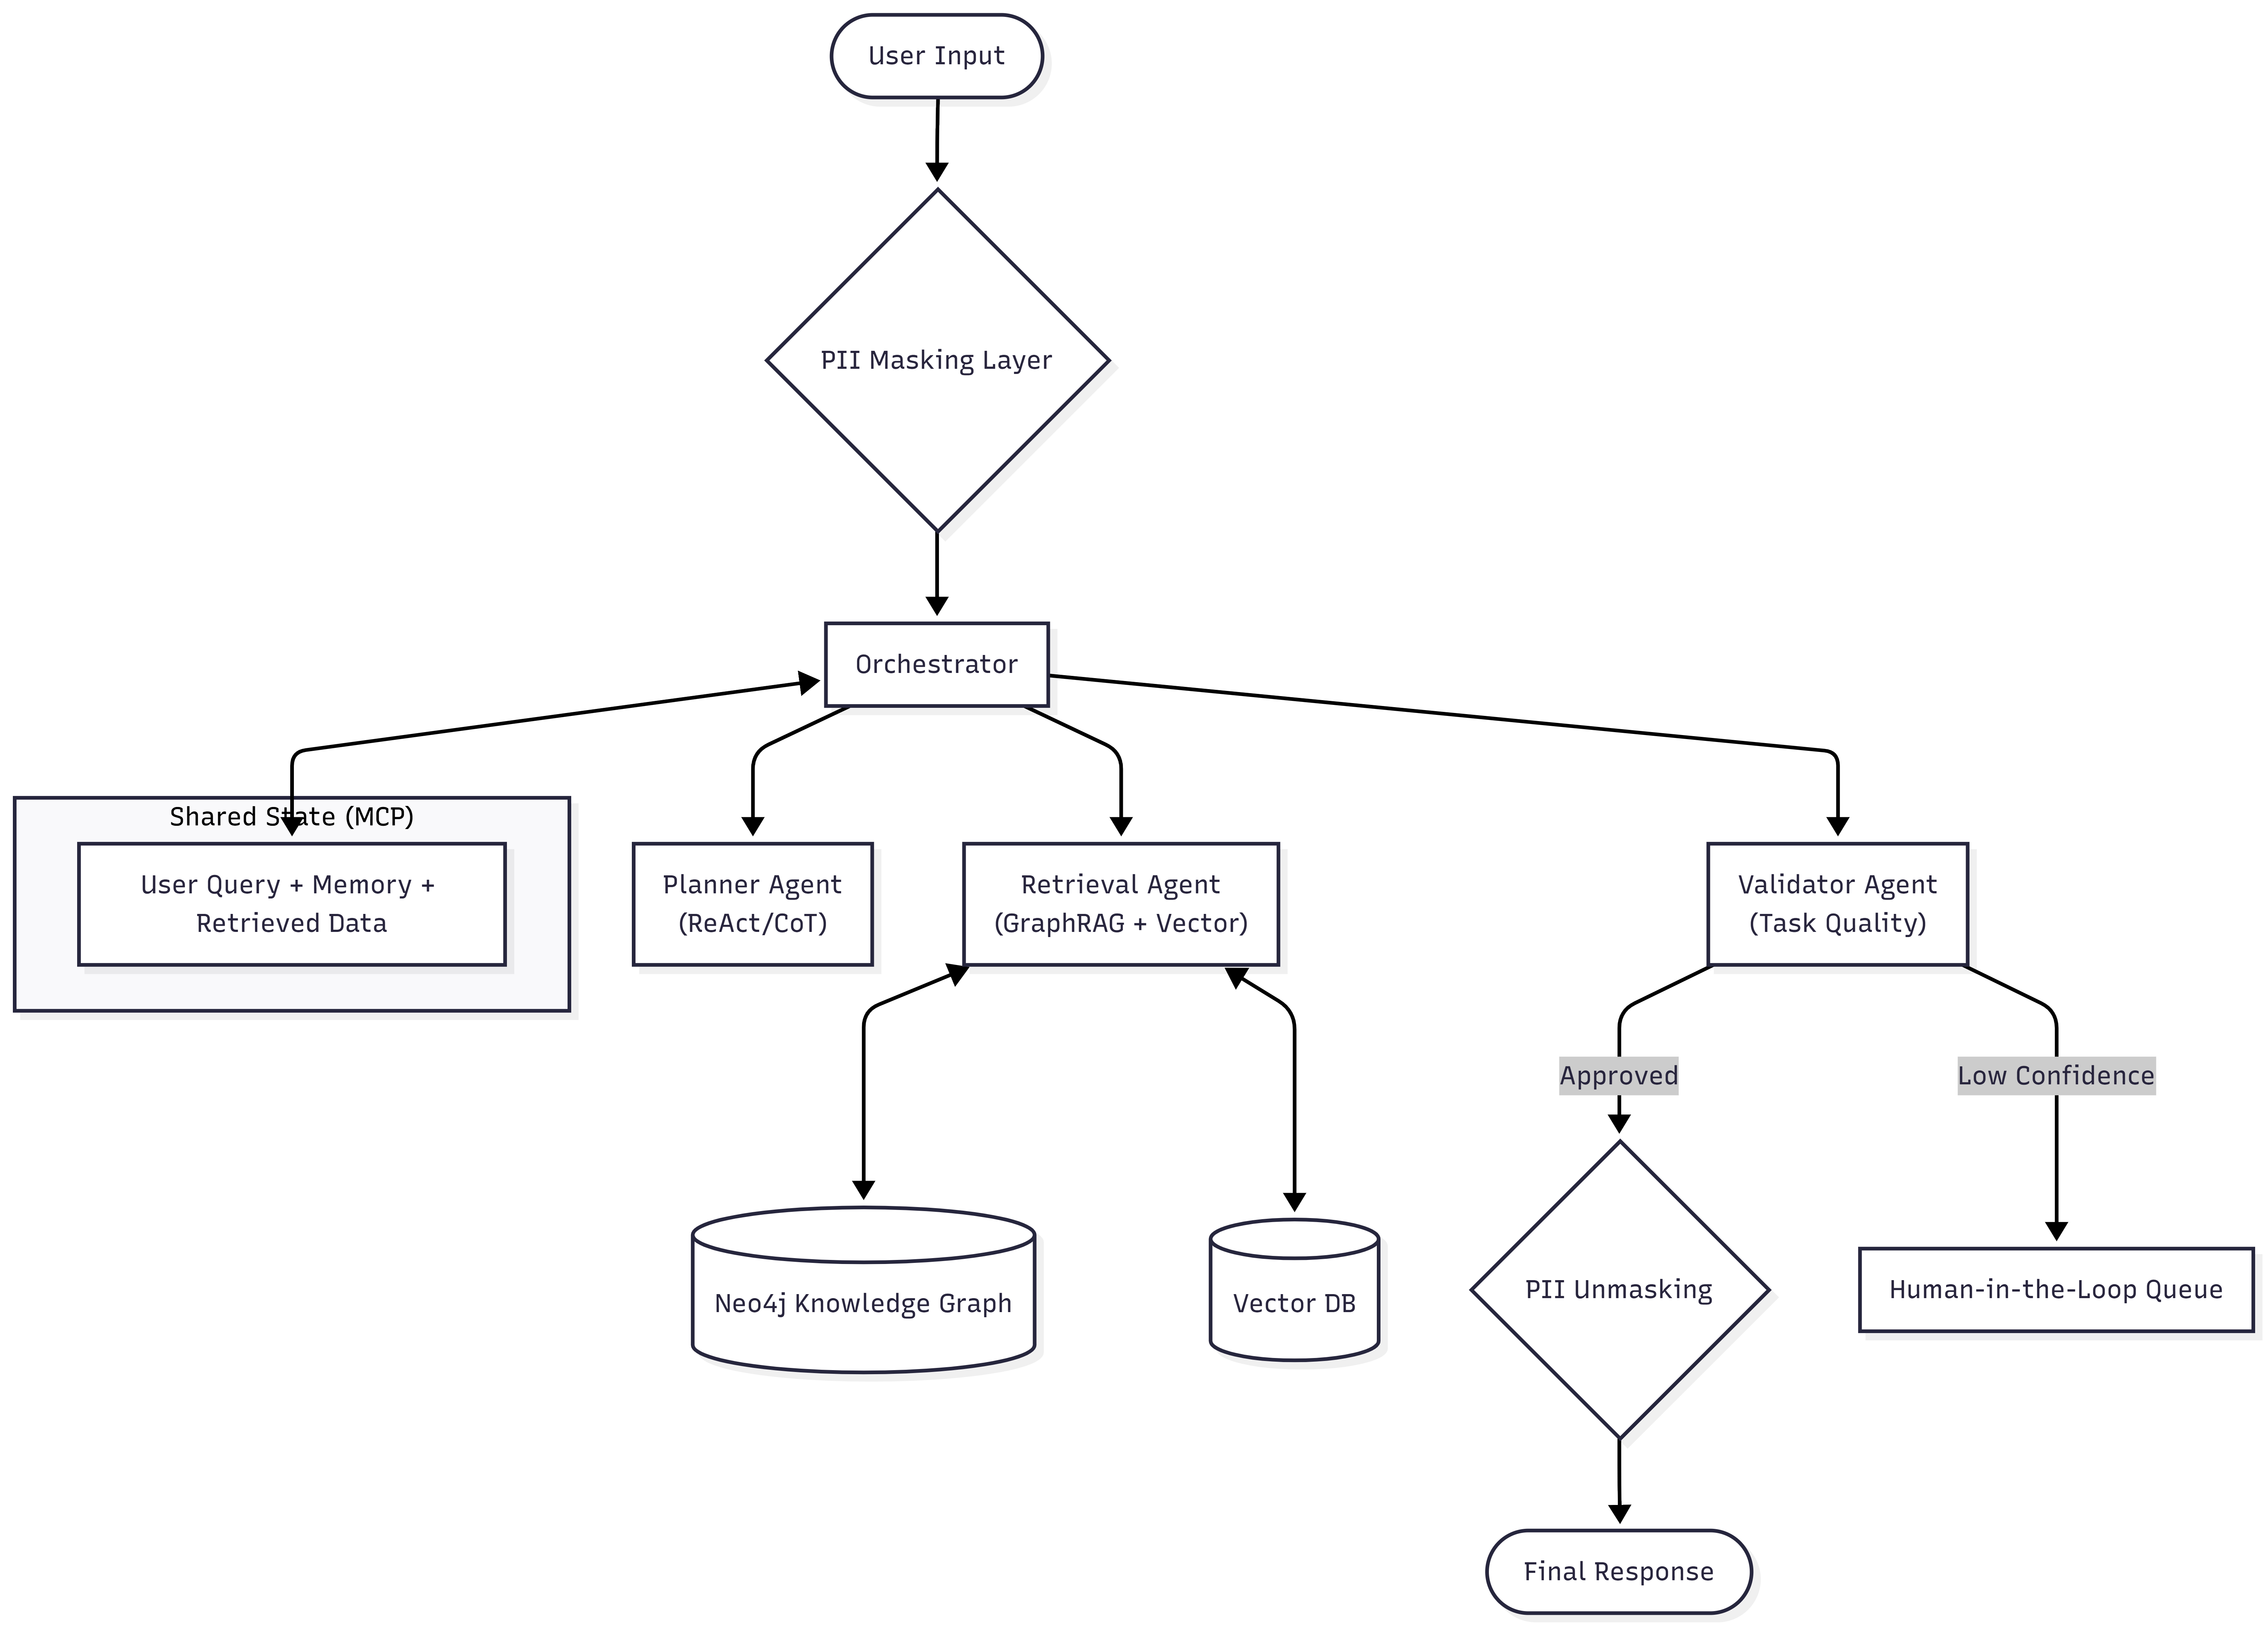 User Input
PII Masking Layer
Orchestrator
Shared State (MCP)
User Query + Memory +
Retrieved Data
Planner Agent
(ReAct/CoT)
Retrieval Agent
(GraphRAG + Vector)
Validator Agent
(Task Quality)
Approved
Low Confidence
Neo4j Knowledge Graph
Vector DB
PII Unmasking
Human-in-the-Loop Queue
Final Response